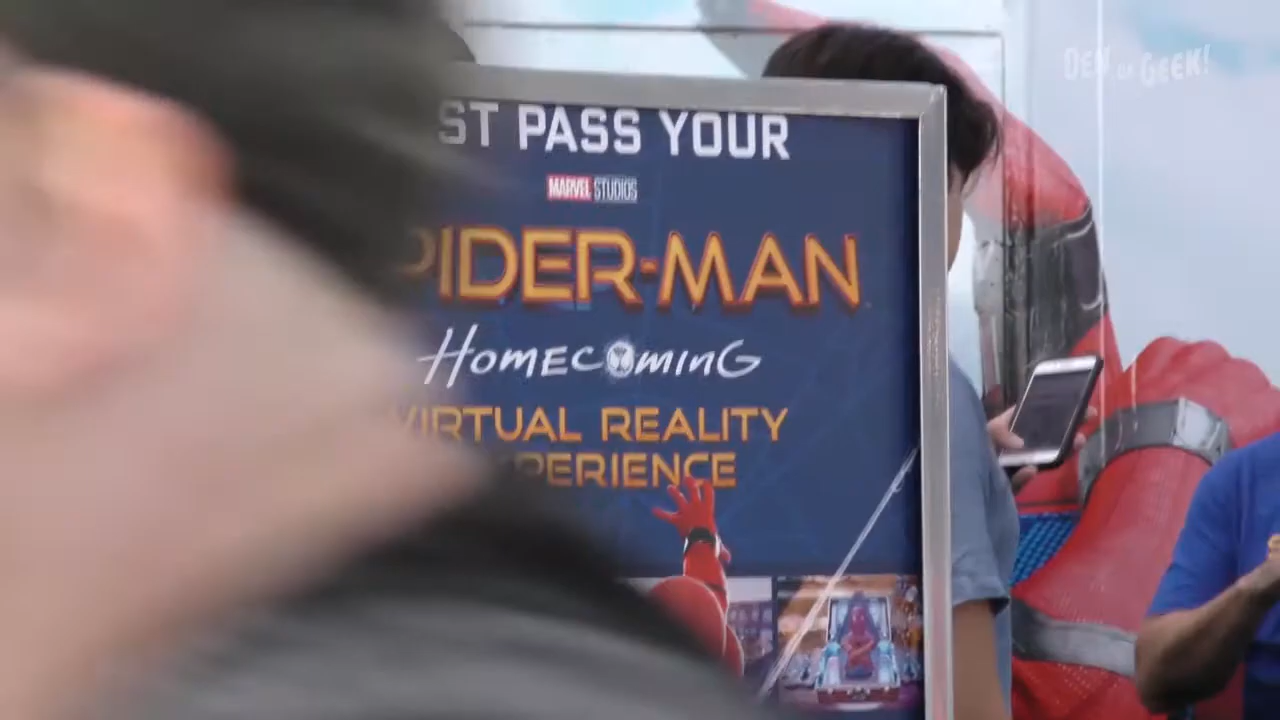 DEN OF GEEK!
ST PASS YOUR
MARVEL STUDIOS
PIDER-MAN
HOMECOMING
VIRTUAL REALITY
PERIENCE